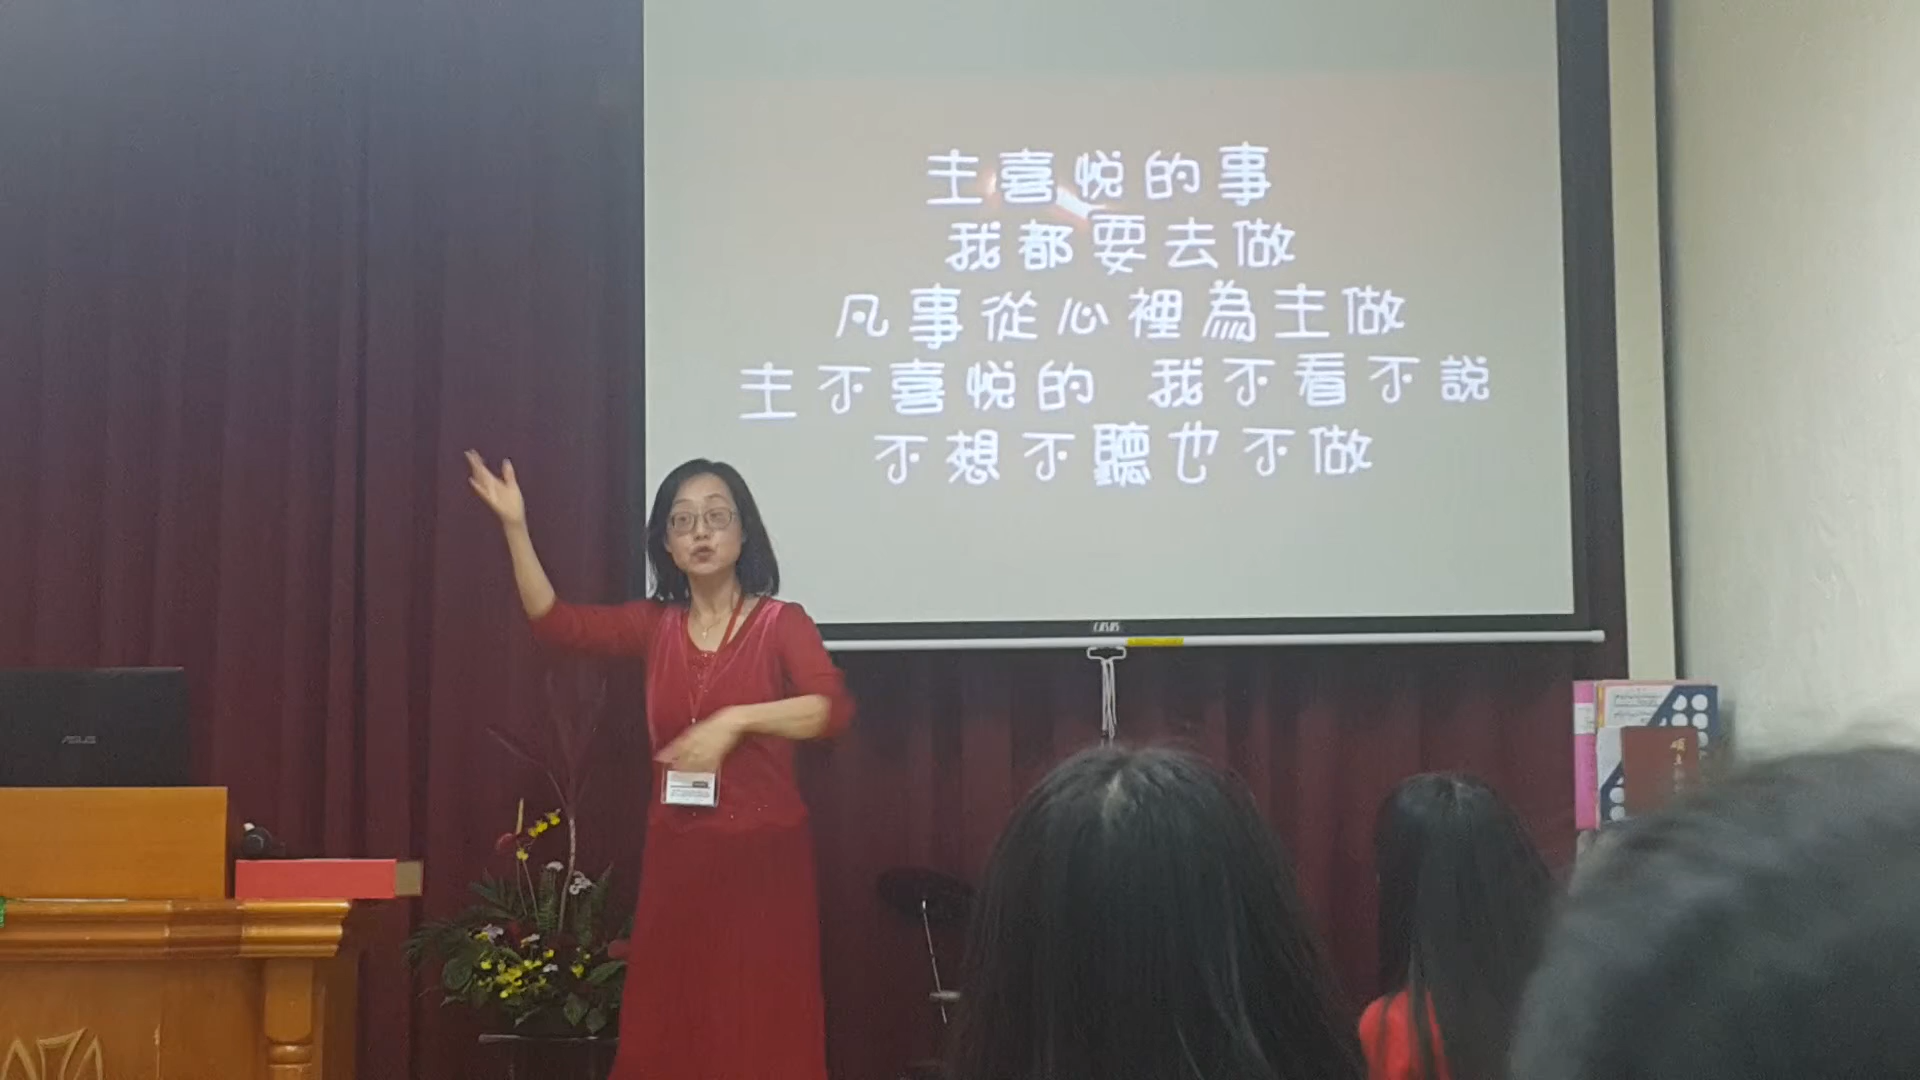 主喜悅的事
我都要去做
凡事從心裡為主做
主不喜悅的 我不看不說
不想不聽也不做
ASUS